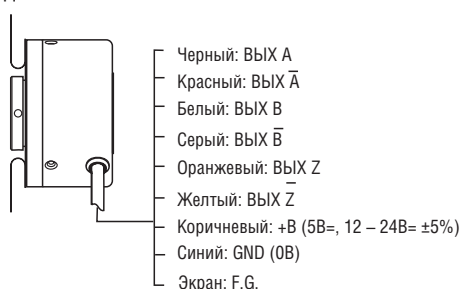 Черный: ВЫХ A
Красный: ВЫХ A̅
Белый: ВЫХ B
Серый: ВЫХ B̅
Оранжевый: ВЫХ Z
Желтый: ВЫХ Z̅
Коричневый: +В (5В=, 12 – 24В= ±5%)
Синий: GND (0В)
Экран: F.G.